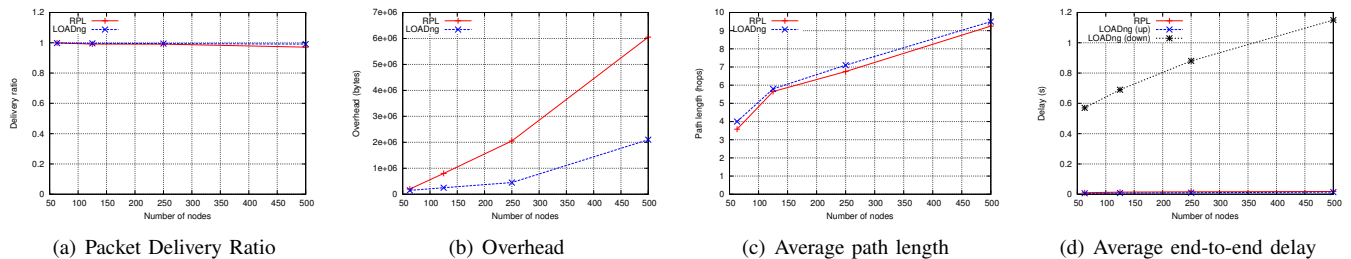 RPL
LOADng
Delivery ratio
1.2
1
0.8
0.6
0.4
0.2
0
50 100 150 200 250 300 350 400 450 500
Number of nodes
(a) Packet Delivery Ratio
RPL
LOADng
Overhead (bytes)
7e+06
6e+06
5e+06
4e+06
3e+06
2e+06
1e+06
0
50 100 150 200 250 300 350 400 450 500
Number of nodes
(b) Overhead
RPL
LOADng
Path length (hops)
10
9
8
7
6
5
4
3
2
1
0
50 100 150 200 250 300 350 400 450 500
Number of nodes
(c) Average path length
RPL
LOADng (up)
LOADng (down)
Delay (s)
1.2
1
0.8
0.6
0.4
0.2
0
50 100 150 200 250 300 350 400 450 500
Number of nodes
(d) Average end-to-end delay